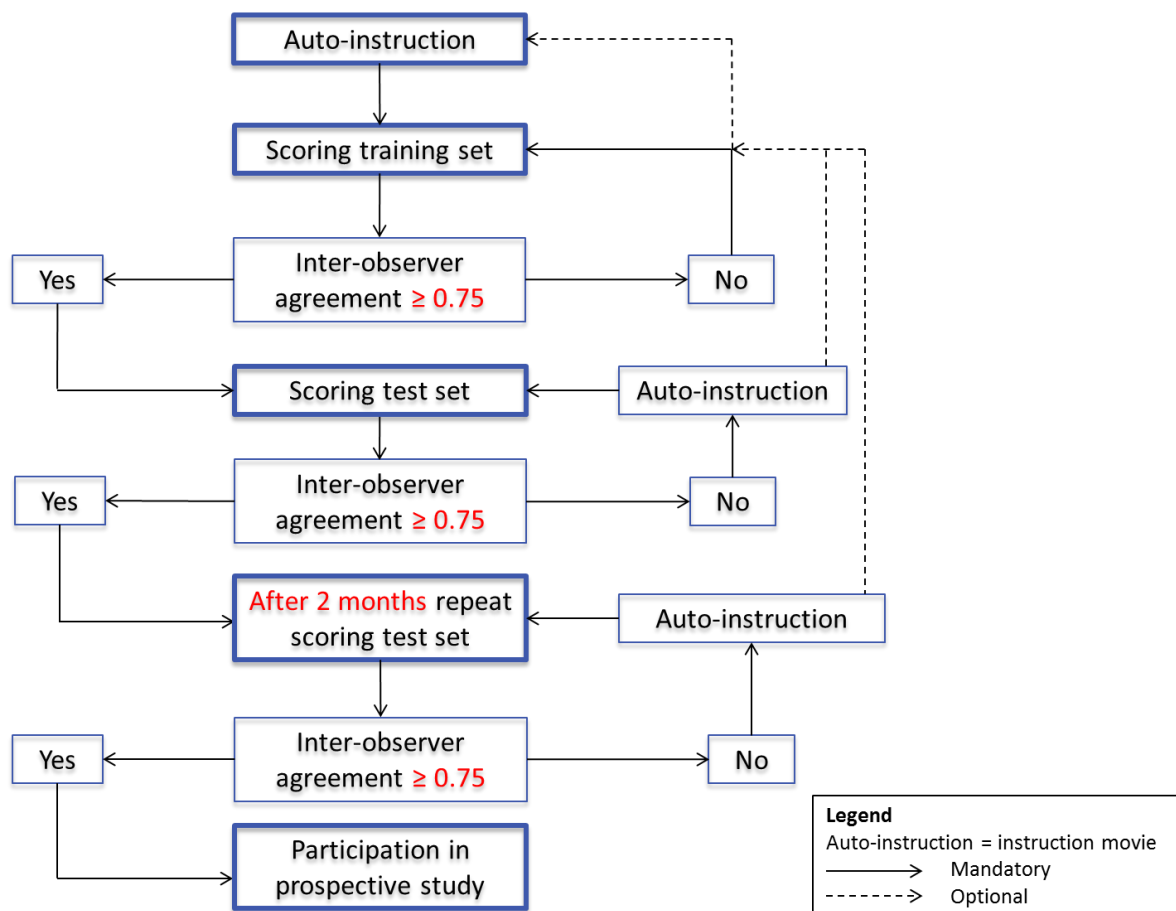 Auto-instruction
Scoring training set
Inter-observer
agreement ≥ 0.75
Yes
No
Scoring test set
Auto-instruction
Inter-observer
agreement ≥ 0.75
Yes
No
After 2 months repeat
scoring test set
Auto-instruction
Inter-observer
agreement ≥ 0.75
Yes
No
Participation in
prospective study
Legend
Auto-instruction = instruction movie
Mandatory
Optional